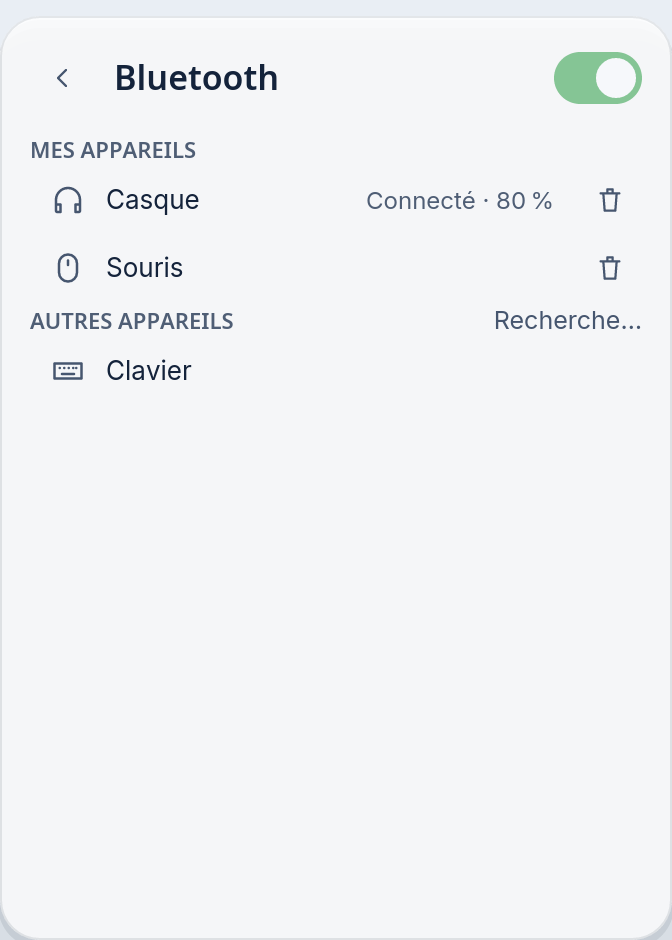 Bluetooth
MES APPAREILS
Casque Connecté · 80 %
Souris
AUTRES APPAREILS Recherche...
Clavier